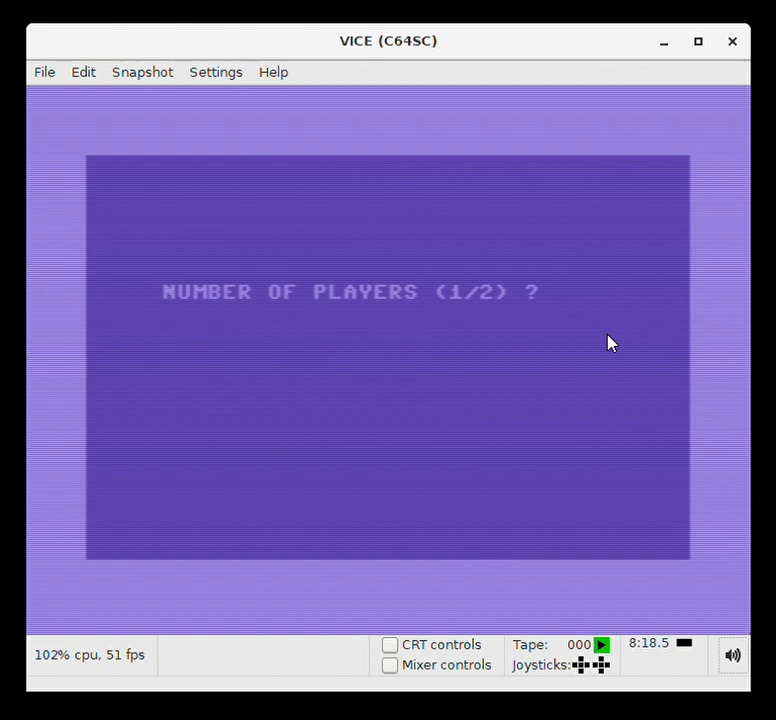 VICE (C64SC)
File Edit Snapshot Settings Help
NUMBER OF PLAYERS (1/2) ?
102% cpu, 51 fps
CRT controls
Mixer controls
Tape: 000
Joysticks:
8:18.5